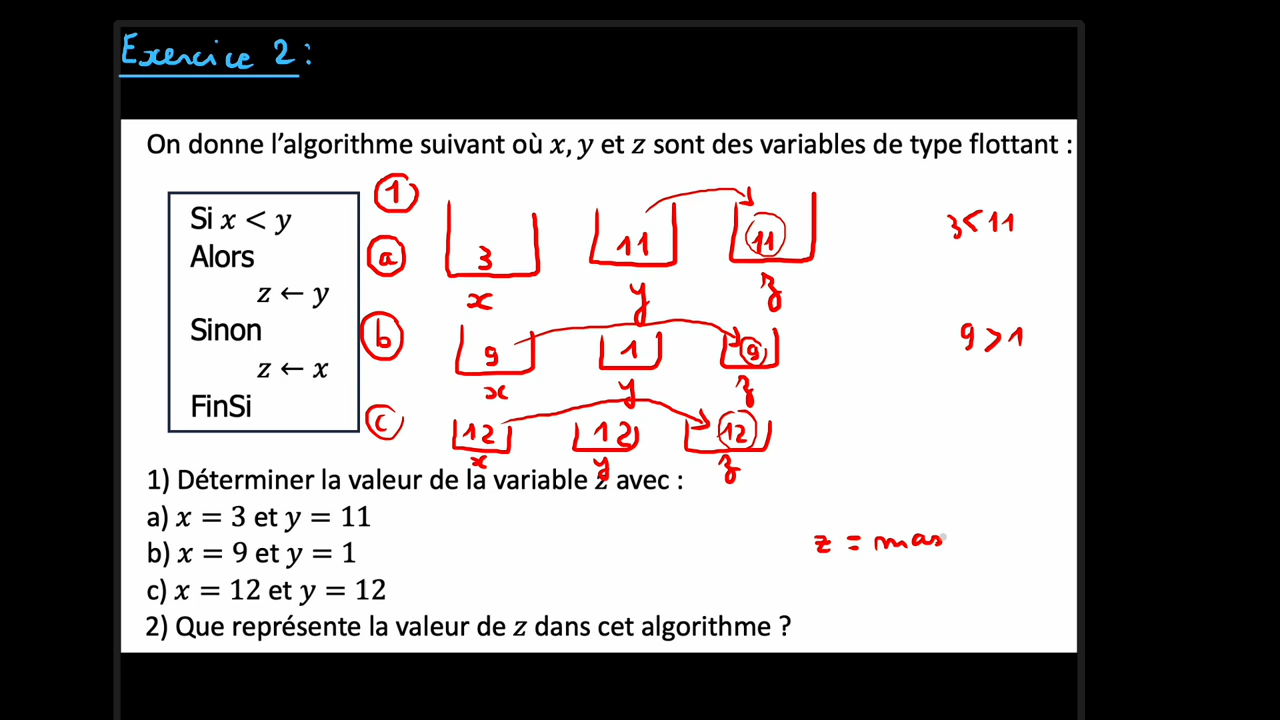 Exercice 2 :
On donne l'algorithme suivant où x, y et z sont des variables de type flottant :
Si x < y
Alors
z ← y
Sinon
z ← x
FinSi
1
a
3
11
11
3 < 11
x
y
z
b
9
1
9
9 > 1
x
y
z
c
12
12
12
x
y
z
1) Déterminer la valeur de la variable z avec :
a) x = 3 et y = 11
b) x = 9 et y = 1
c) x = 12 et y = 12
z = max
2) Que représente la valeur de z dans cet algorithme ?